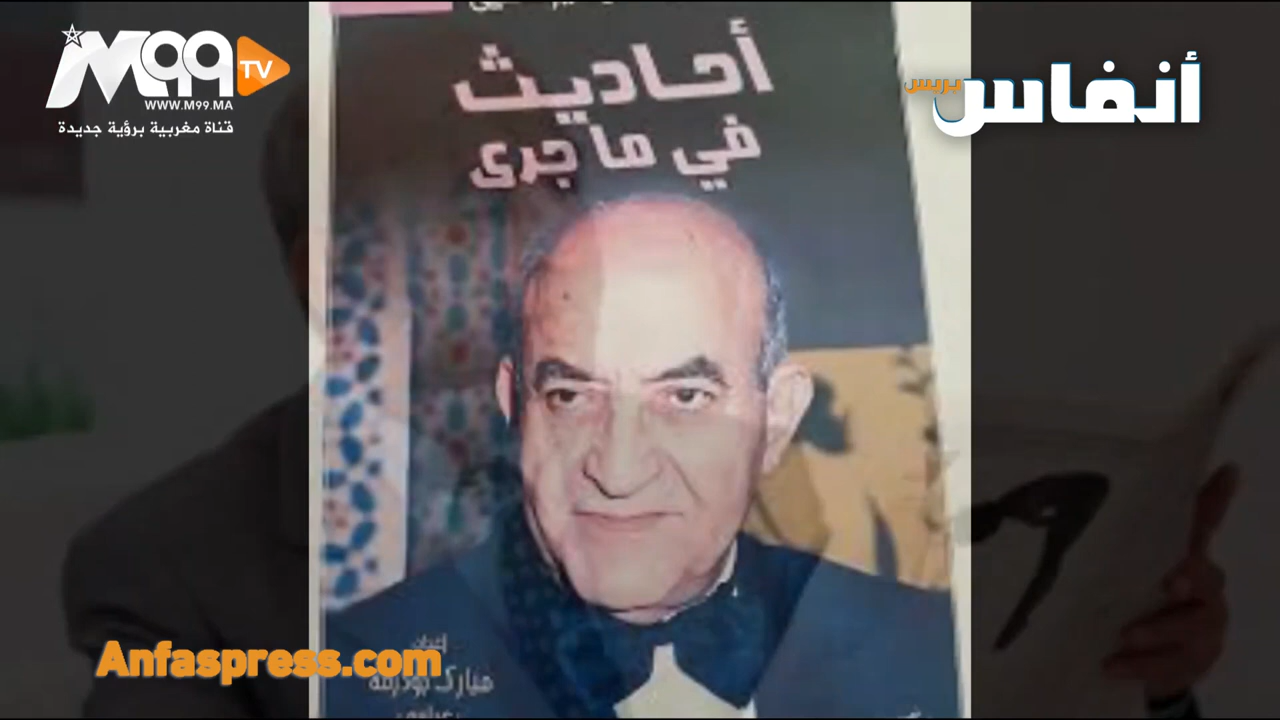 M99 TV
WWW.M99.MA
قناة مغربية برؤية جديدة
أنفاس
بريس
أحاديث
في ما جرى
إعداد
مبارك بودرقة
Anfaspress.com